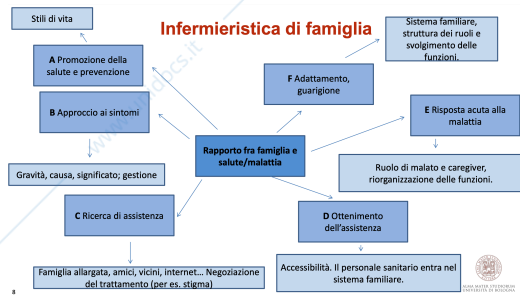 Infermieristica di famiglia
Stili di vita
A Promozione della
salute e prevenzione
B Approccio ai sintomi
Gravità, causa, significato; gestione
C Ricerca di assistenza
Famiglia allargata, amici, vicini, internet… Negoziazione
del trattamento (per es. stigma)
Rapporto fra famiglia e
salute/malattia
Sistema familiare,
struttura dei ruoli e
svolgimento delle
funzioni.
F Adattamento,
guarigione
E Risposta acuta alla
malattia
Ruolo di malato e caregiver,
riorganizzazione delle funzioni.
D Ottenimento
dell’assistenza
Accessibilità. Il personale sanitario entra nel
sistema familiare.
ALMA MATER STUDIORUM
UNIVERSITÀ DI BOLOGNA
8